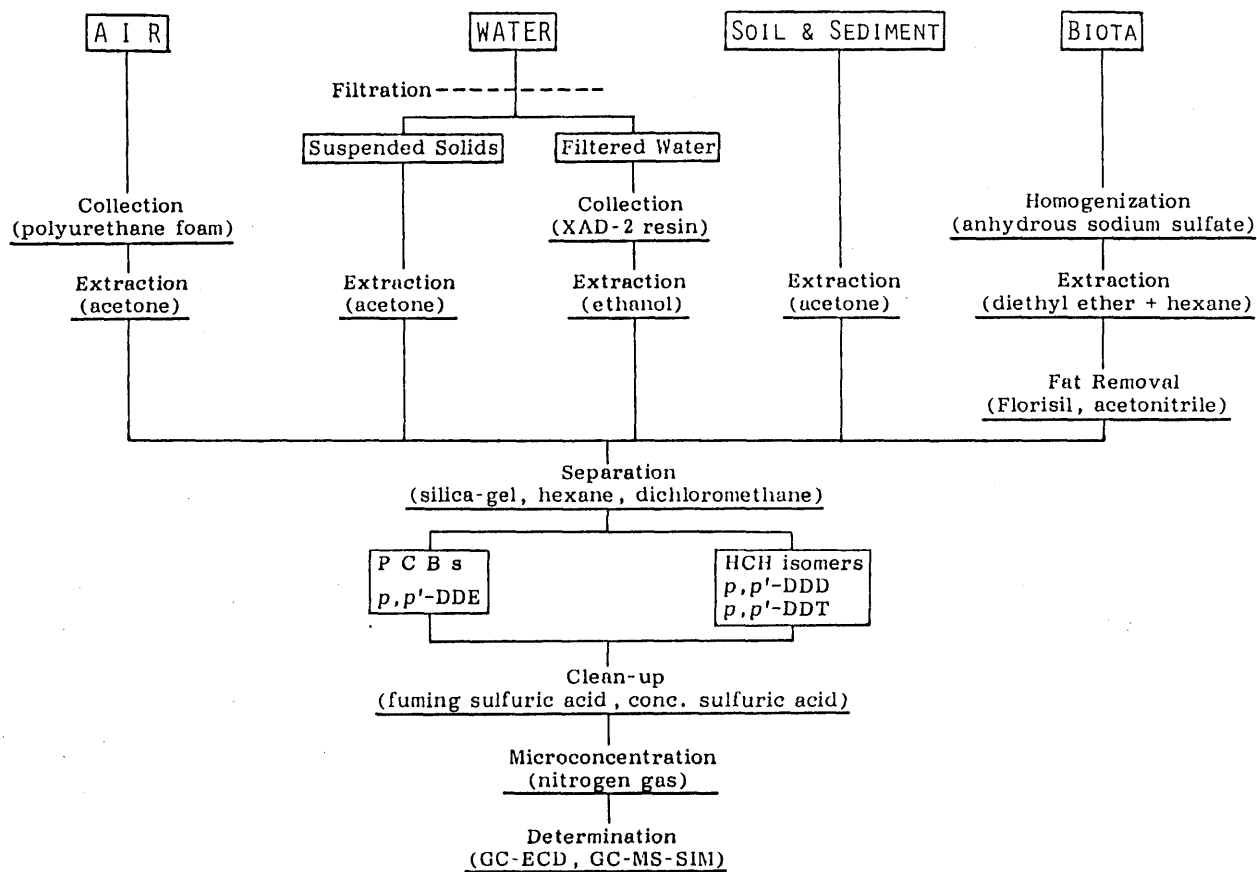 AIR
WATER
SOIL & SEDIMENT
BIOTA
Filtration
Suspended Solids
Filtered Water
Collection
(polyurethane foam)
Collection
(XAD-2 resin)
Homogenization
(anhydrous sodium sulfate)
Extraction
(acetone)
Extraction
(acetone)
Extraction
(ethanol)
Extraction
(acetone)
Extraction
(diethyl ether + hexane)
Fat Removal
(Florisil, acetonitrile)
Separation
(silica-gel, hexane, dichloromethane)
PCBs
p,p'-DDE
HCH isomers
p,p'-DDD
p,p'-DDT
Clean-up
(fuming sulfuric acid, conc. sulfuric acid)
Microconcentration
(nitrogen gas)
Determination
(GC-ECD, GC-MS-SIM)